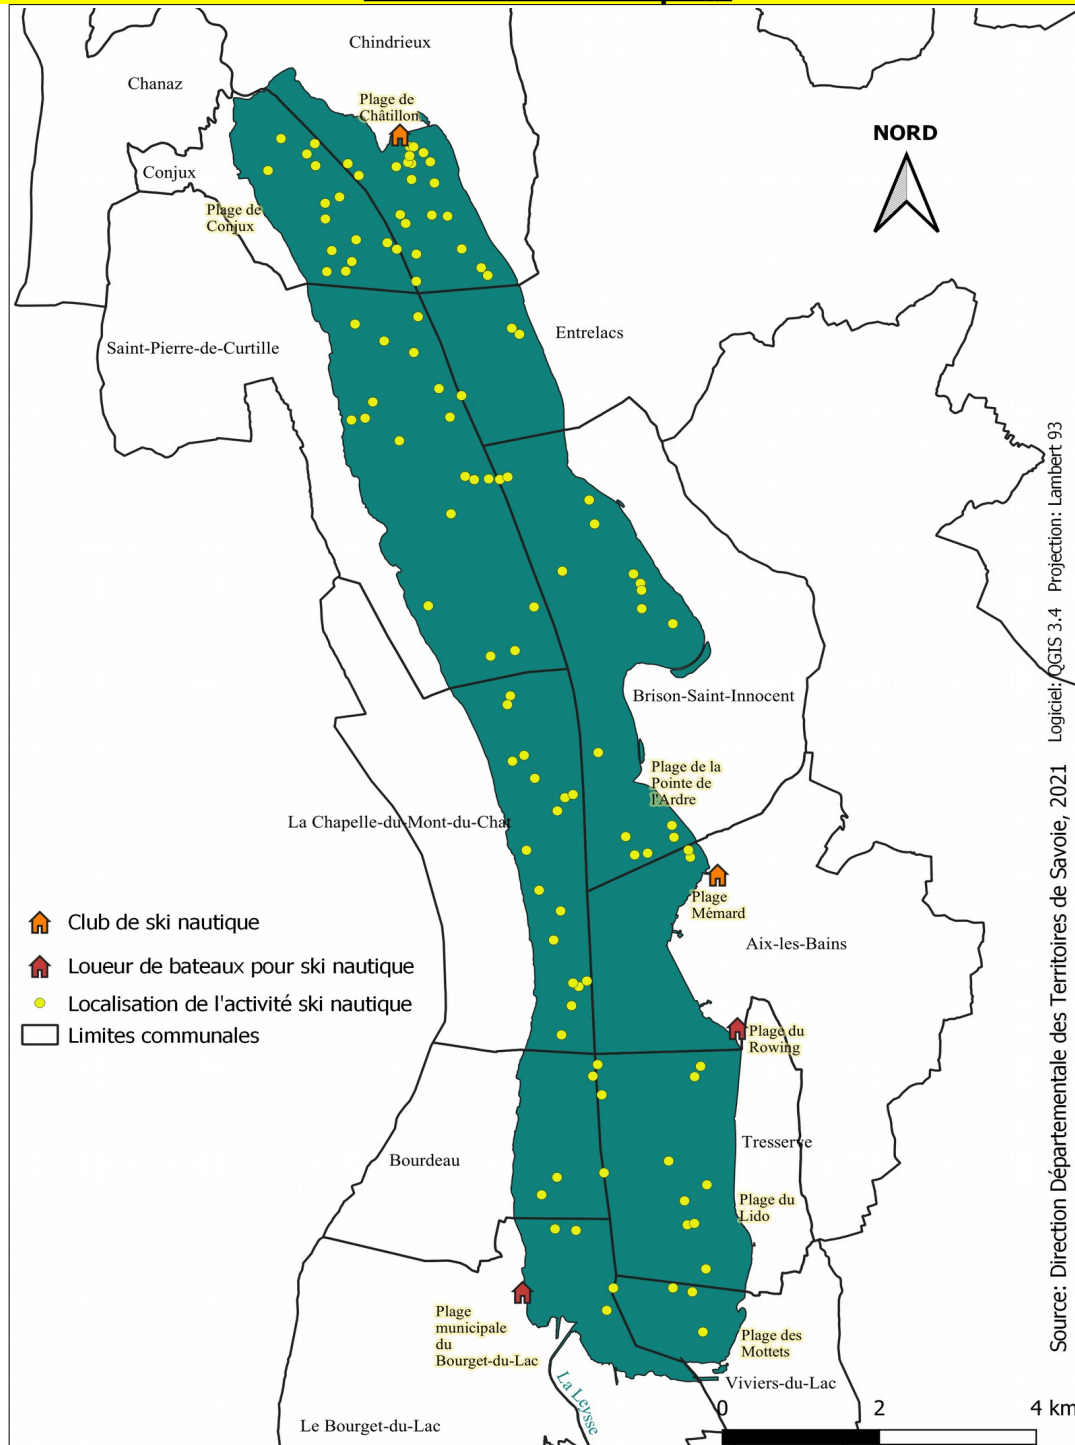 Chindrieux
Chanaz
Plage de
Châtillon
NORD
Conjux
Plage de
Conjux
Entrelacs
Saint-Pierre-de-Curtille
Brison-Saint-Innocent
Plage de la
Pointe de
l'Ardre
La Chapelle-du-Mont-du-Chat
Plage
Mémard
Aix-les-Bains
Club de ski nautique
Loueur de bateaux pour ski nautique
Localisation de l'activité ski nautique
Limites communales
Plage du
Rowing
Tresserve
Bourdeau
Plage du
Lido
Plage
municipale
du
Bourget-du-Lac
Plage des
Mottets
Viviers-du-Lac
La Leysse
Le Bourget-du-Lac
0 2 4 km
Source: Direction Départementale des Territoires de Savoie, 2021 Logiciel: QGIS 3.4 Projection: Lambert 93